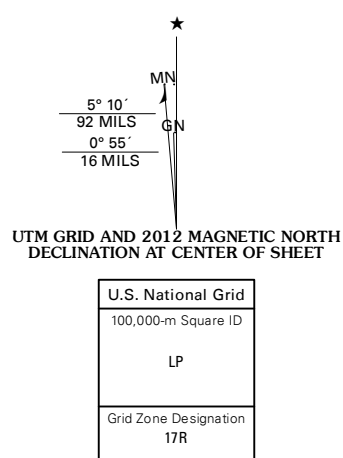 ★
MN
5° 10´
92 MILS
GN
0° 55´
16 MILS
UTM GRID AND 2012 MAGNETIC NORTH
DECLINATION AT CENTER OF SHEET
U.S. National Grid
100,000-m Square ID
LP
Grid Zone Designation
17R